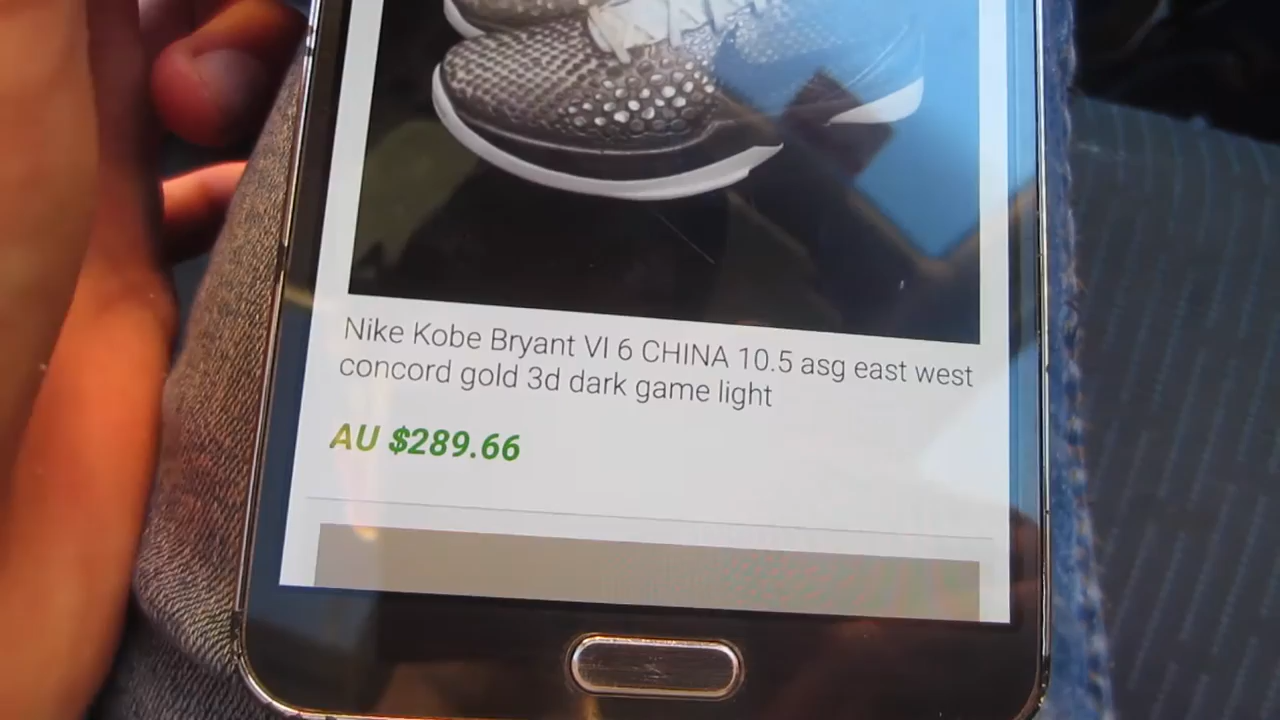 Nike Kobe Bryant VI 6 CHINA 10.5 asg east west
concord gold 3d dark game light
AU $289.66